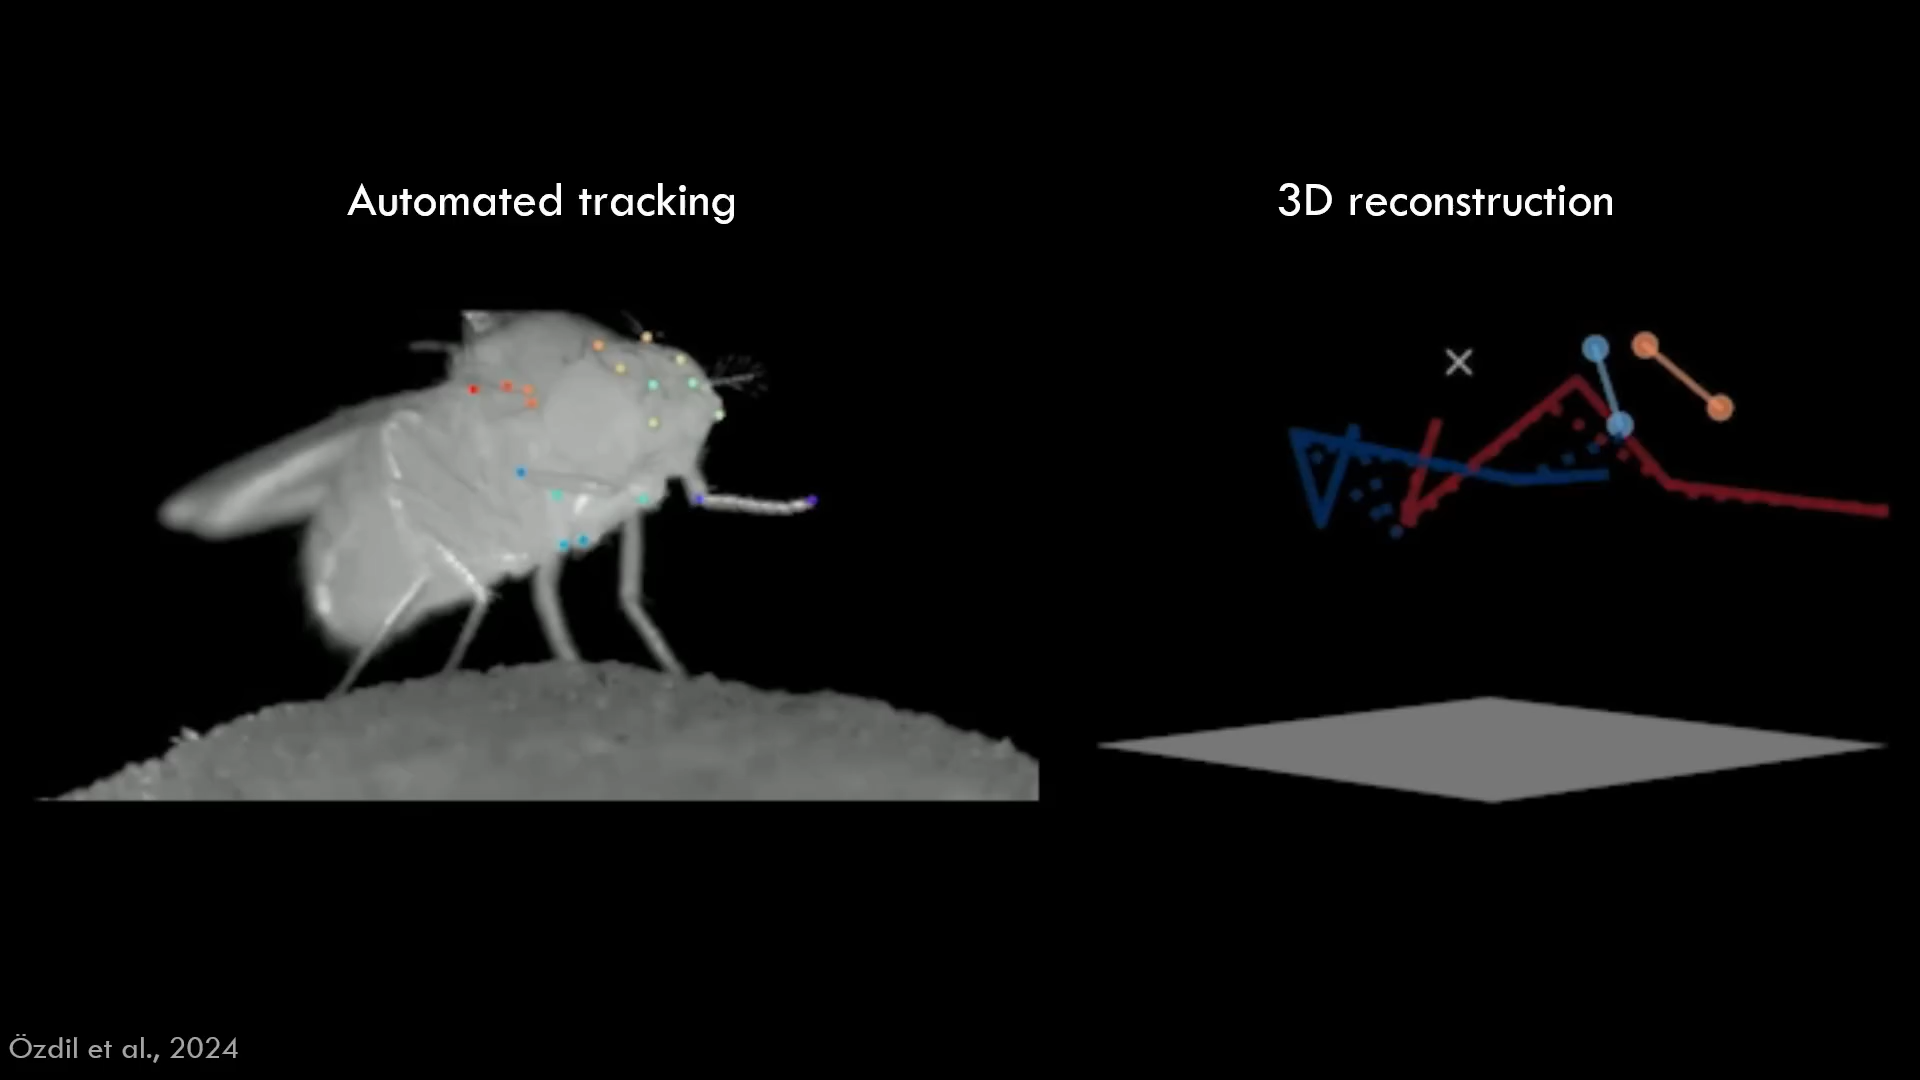 Automated tracking
3D reconstruction
Özdil et al., 2024